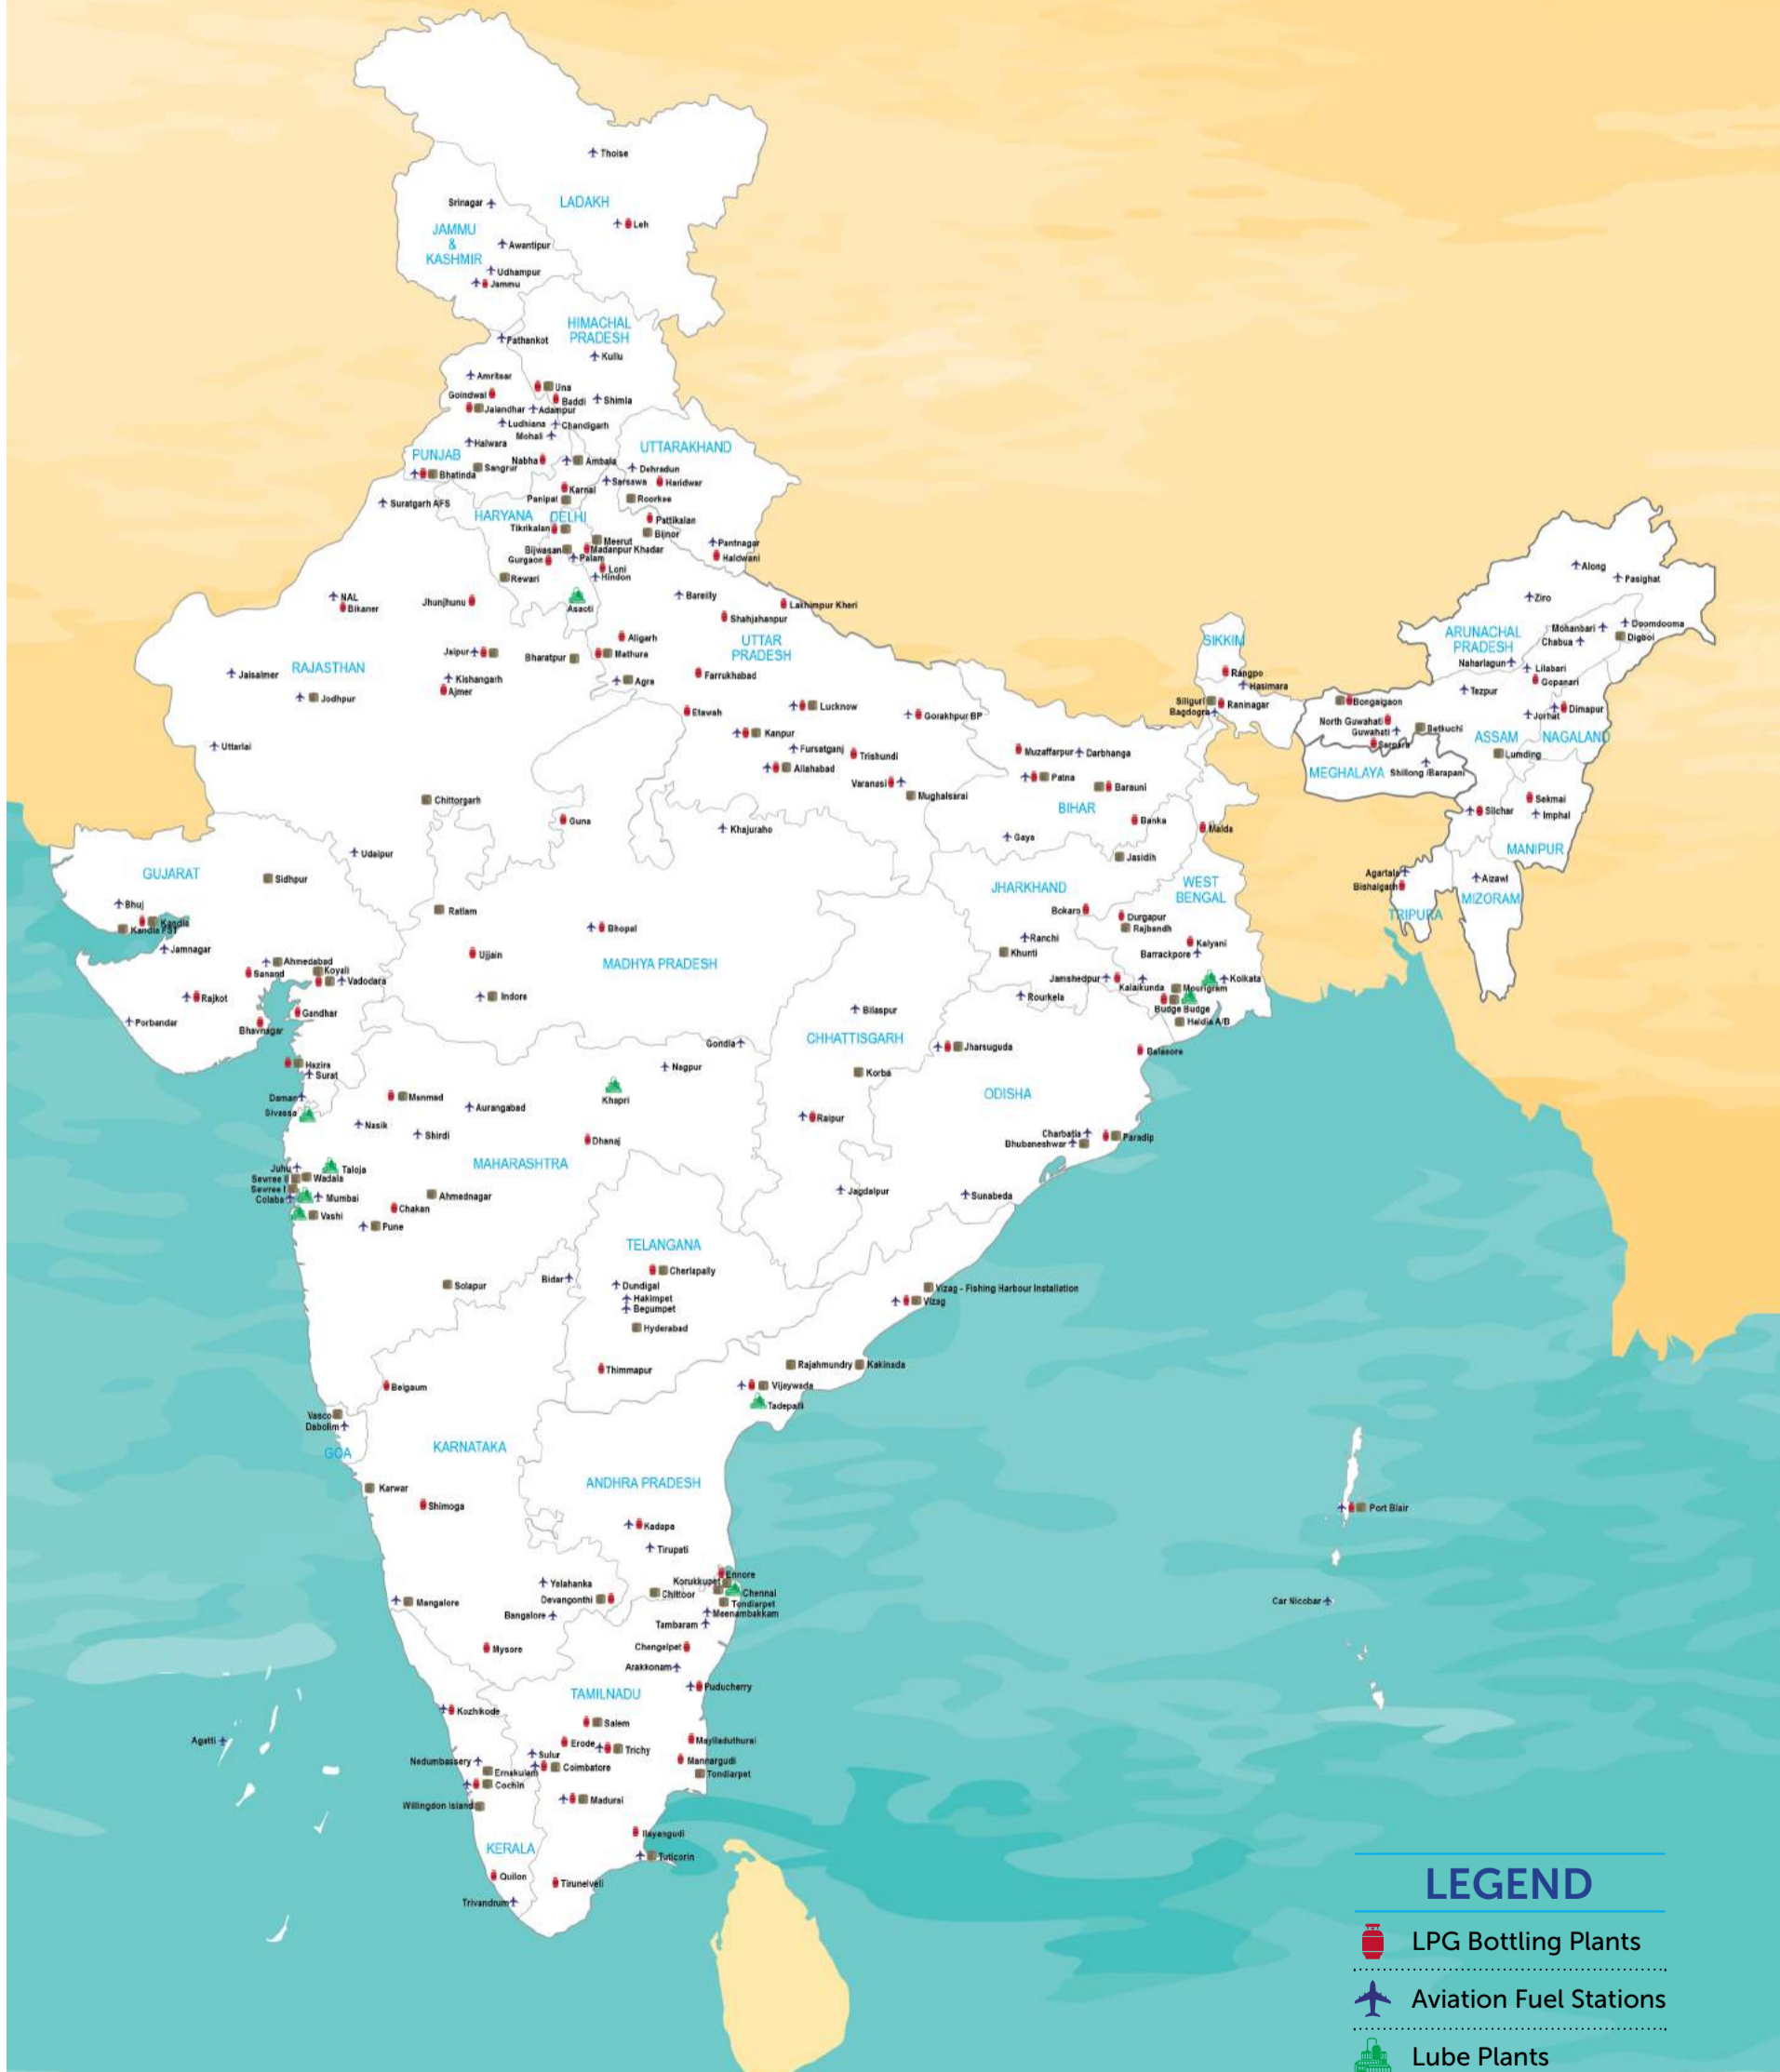 Thoise
Srinagar
LADAKH
Leh
JAMMU
&
KASHMIR
Awantipur
Udhampur
Jammu
HIMACHAL
PRADESH
Pathankot
Kullu
Amritsar
Una
Goindwal
Baddi
Shimla
Jalandhar
Adampur
Ludhiana
Chandigarh
Mohali
Halwara
UTTARAKHAND
PUNJAB
Nabha
Ambala
Sangrur
Dehradun
Bhatinda
Sarsawa
Haridwar
Karnal
Panipat
Roorkee
Suratgarh AFS
HARYANA
DELHI
Pattikalan
Tikrikalan
Bijnor
Meerut
Pantnagar
Bijwasan
Madanpur Khadar
Haldwani
Gurgaon
Palam
Loni
Rewari
Hindon
NAL
Bikaner
Jhunjhunu
Asaoti
Bareilly
Lakhimpur Kheri
Shahjahanpur
Aligarh
UTTAR
PRADESH
Jaipur
Bharatpur
Mathura
RAJASTHAN
Jaisalmer
Kishangarh
Ajmer
Agra
Farrukhabad
Jodhpur
Etawah
Lucknow
Gorakhpur BP
Uttarlai
Kanpur
Fursatganj
Trishundi
Allahabad
Varanasi
Mughalsarai
Muzaffarpur
Darbhanga
Patna
Barauni
BIHAR
Chittorgarh
Guna
Khajuraho
Banka
Malda
Gaya
Jasidih
Udaipur
GUJARAT
Sidhpur
JHARKHAND
WEST
BENGAL
Bhuj
Ratlam
Bokaro
Durgapur
Kandla
Kandla FST
Rajbandh
Bhopal
Ranchi
Kalyani
Jamnagar
Ujjain
MADHYA PRADESH
Khunti
Barrackpore
Ahmedabad
Sanand
Koyali
Vadodara
Jamshedpur
Kolkata
Kalaikunda
Mourigram
Rajkot
Indore
Rourkela
Budge Budge
Haldia A/B
Gandhar
Bilaspur
Porbandar
Bhavnagar
CHHATTISGARH
Gondia
Jharsuguda
Balasore
Hazira
Surat
Nagpur
Korba
Daman
Manmad
Khapri
ODISHA
Silvassa
Aurangabad
Raipur
Nasik
Shirdi
Dhanaj
Charbatia
Paradip
Bhubaneshwar
Juhu
Taloja
MAHARASHTRA
Sewree II
Wadala
Sewree I
Colaba
Mumbai
Ahmednagar
Jagdalpur
Sunabeda
Vashi
Chakan
Pune
TELANGANA
Cherlapally
Bidar
Solapur
Dundigal
Hakimpet
Begumpet
Vizag - Fishing Harbour Installation
Vizag
Hyderabad
Thimmapur
Rajahmundry
Kakinada
Belgaum
Vijaywada
Tadepalli
Vasco
Dabolim
GOA
KARNATAKA
ANDHRA PRADESH
Karwar
Shimoga
Kadapa
Tirupati
Ennore
Yelahanka
Korukkupet
Chittoor
Chennai
Mangalore
Devangonthi
Tondiarpet
Bangalore
Meenambakkam
Tambaram
Mysore
Chengelpet
Arakkonam
Puducherry
TAMILNADU
Kozhikode
Salem
Erode
Trichy
Mayiladuthurai
Agatti
Sulur
Nedumbassery
Coimbatore
Mannargudi
Ernakulam
Tondiarpet
Cochin
Willingdon Island
Madurai
KERALA
Ilayangudi
Tuticorin
Quilon
Tirunelveli
Trivandrum
Along
Pasighat
Ziro
ARUNACHAL
PRADESH
Mohanbari
Doomdooma
Chabua
Digboi
SIKKIM
Naharlagun
Lilabari
Rangpo
Gopanari
Hasimara
Tezpur
Siliguri
Raninagar
Bongaigaon
Bagdogra
Dimapur
Jorhat
North Guwahati
Guwahati
Betkuchi
ASSAM
NAGALAND
Sarpara
Lumding
MEGHALAYA
Shillong /Barapani
Sekmai
Silchar
Imphal
MANIPUR
Agartala
Aizawl
Bishalgarh
MIZORAM
TRIPURA
Port Blair
Car Nicobar
LEGEND
LPG Bottling Plants
Aviation Fuel Stations
Lube Plants